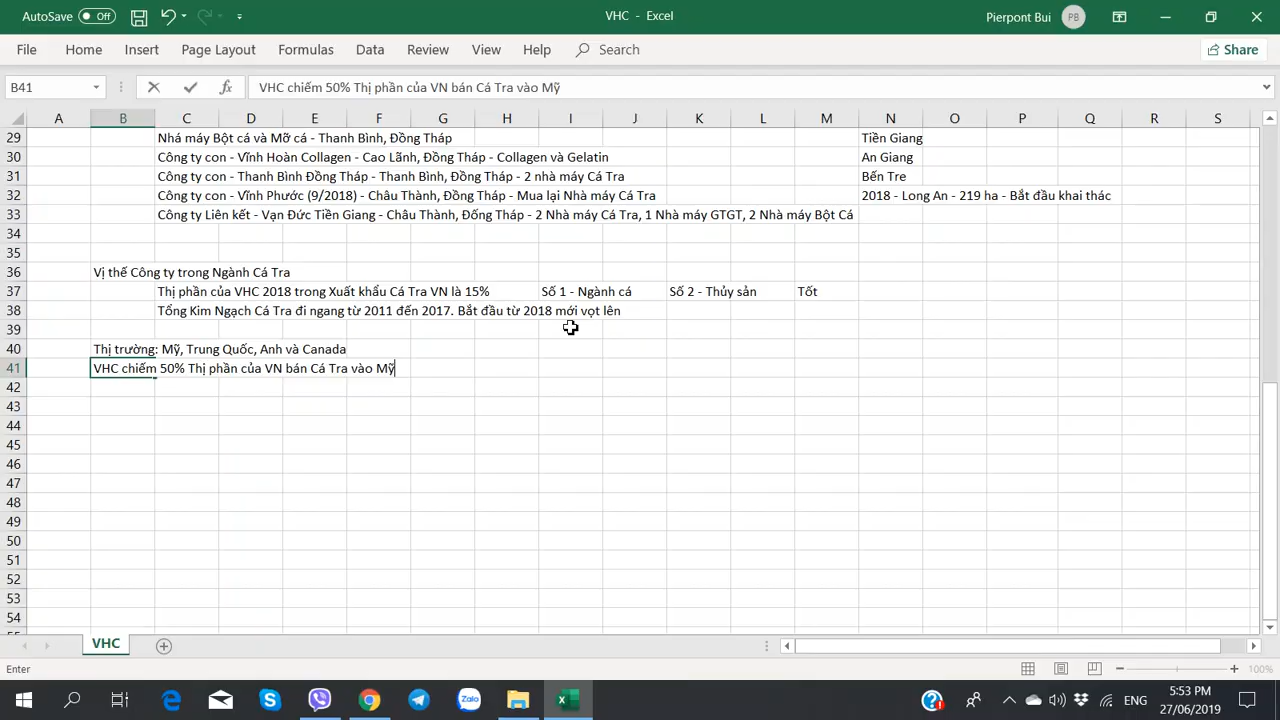 AutoSave Off VHC - Excel Pierpont Bui PB
File Home Insert Page Layout Formulas Data Review View Help Search Share
B41 fx VHC chiếm 50% Thị phần của VN bán Cá Tra vào Mỹ
A B C D E F G H I J K L M N O P Q R S
29 Nhá máy Bột cá và Mỡ cá - Thanh Bình, Đồng Tháp Tiền Giang
30 Công ty con - Vĩnh Hoàn Collagen - Cao Lãnh, Đồng Tháp - Collagen và Gelatin An Giang
31 Công ty con - Thanh Bình Đồng Tháp - Thanh Bình, Đồng Tháp - 2 nhà máy Cá Tra Bến Tre
32 Công ty con - Vĩnh Phước (9/2018) - Châu Thành, Đồng Tháp - Mua lại Nhà máy Cá Tra 2018 - Long An - 219 ha - Bắt đầu khai thác
33 Công ty Liên kết - Vạn Đức Tiền Giang - Châu Thành, Đống Tháp - 2 Nhà máy Cá Tra, 1 Nhà máy GTGT, 2 Nhà máy Bột Cá
34
35
36 Vị thế Công ty trong Ngành Cá Tra
37 Thị phần của VHC 2018 trong Xuất khẩu Cá Tra VN là 15% Số 1 - Ngành cá Số 2 - Thủy sản Tốt
38 Tổng Kim Ngạch Cá Tra đi ngang từ 2011 đến 2017. Bắt đầu từ 2018 mới vọt lên
39
40 Thị trường: Mỹ, Trung Quốc, Anh và Canada
41 VHC chiếm 50% Thị phần của VN bán Cá Tra vào Mỹ
42
43
44
45
46
47
48
49
50
51
52
53
54
VHC
Enter 100%
Zalo ENG 5:53 PM
27/06/2019